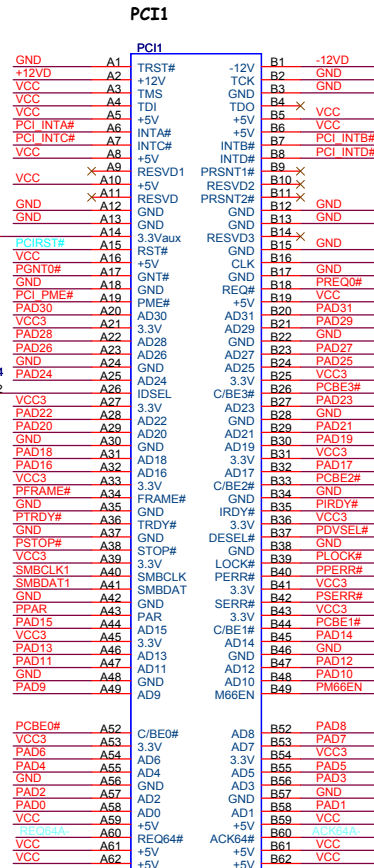 PCI1
PCI1
GND A1 TRST# -12V B1 -12VD
+12VD A2 +12V TCK B2 GND
VCC A3 TMS GND B3 GND
VCC A4 TDI TDO B4
VCC A5 +5V +5V B5 VCC
PCI_INTA# A6 INTA# +5V B6 VCC
PCI_INTC# A7 INTC# INTB# B7 PCI_INTB#
VCC A8 +5V INTD# B8 PCI_INTD#
A9 RESVD1 PRSNT1# B9
VCC A10 +5V RESVD2 B10
A11 RESVD PRSNT2# B11
GND A12 GND GND B12 GND
GND A13 GND GND B13 GND
A14 3.3Vaux RESVD3 B14
PCIRST# A15 RST# GND B15 GND
VCC A16 +5V CLK B16
PGNT0# A17 GNT# GND B17 GND
GND A18 GND REQ# B18 PREQ0#
PCI_PME# A19 PME# +5V B19 VCC
PAD30 A20 AD30 AD31 B20 PAD31
VCC3 A21 3.3V AD29 B21 PAD29
PAD28 A22 AD28 GND B22 GND
PAD26 A23 AD26 AD27 B23 PAD27
GND A24 GND AD25 B24 PAD25
PAD24 A25 AD24 3.3V B25 VCC3
A26 IDSEL C/BE3# B26 PCBE3#
VCC3 A27 3.3V AD23 B27 PAD23
PAD22 A28 AD22 GND B28 GND
PAD20 A29 AD20 AD21 B29 PAD21
GND A30 GND AD19 B30 PAD19
PAD18 A31 AD18 3.3V B31 VCC3
PAD16 A32 AD16 AD17 B32 PAD17
VCC3 A33 3.3V C/BE2# B33 PCBE2#
PFRAME# A34 FRAME# GND B34 GND
GND A35 GND IRDY# B35 PIRDY#
PTRDY# A36 TRDY# 3.3V B36 VCC3
GND A37 GND DESEL# B37 PDVSEL#
PSTOP# A38 STOP# GND B38 GND
VCC3 A39 3.3V LOCK# B39 PLOCK#
SMBCLK1 A40 SMBCLK PERR# B40 PPERR#
SMBDAT1 A41 SMBDAT 3.3V B41 VCC3
GND A42 GND SERR# B42 PSERR#
PPAR A43 PAR 3.3V B43 VCC3
PAD15 A44 AD15 C/BE1# B44 PCBE1#
VCC3 A45 3.3V AD14 B45 PAD14
PAD13 A46 AD13 GND B46 GND
PAD11 A47 AD11 AD12 B47 PAD12
GND A48 GND AD10 B48 PAD10
PAD9 A49 AD9 M66EN B49 PM66EN
PCBE0# A52 C/BE0# AD8 B52 PAD8
VCC3 A53 3.3V AD7 B53 PAD7
PAD6 A54 AD6 3.3V B54 VCC3
PAD4 A55 AD4 AD5 B55 PAD5
GND A56 GND AD3 B56 PAD3
PAD2 A57 AD2 GND B57 GND
PAD0 A58 AD0 AD1 B58 PAD1
VCC A59 +5V +5V B59 VCC
REQ64A- A60 REQ64# ACK64# B60 ACK64A-
VCC A61 +5V +5V B61 VCC
VCC A62 +5V +5V B62 VCC